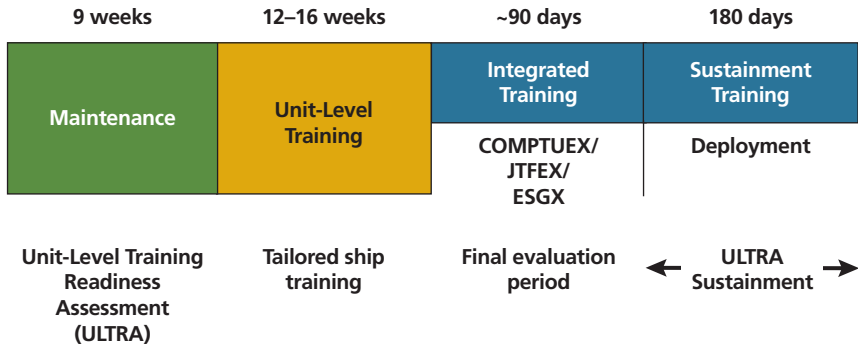 9 weeks
12–16 weeks
~90 days
180 days
Maintenance
Unit-Level
Training
Integrated
Training
Sustainment
Training
COMPTUEX/
JTFEX/
ESGX
Deployment
Unit-Level Training
Readiness
Assessment
(ULTRA)
Tailored ship
training
Final evaluation
period
ULTRA
Sustainment